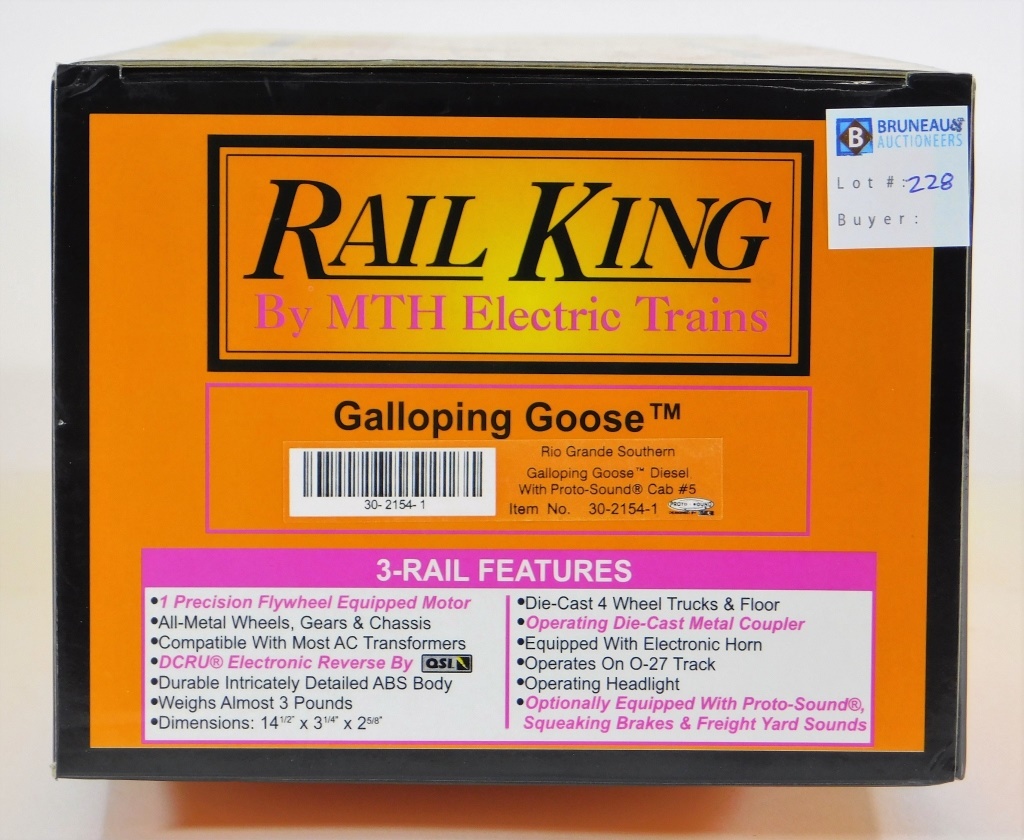 BRUNEAU&
AUCTIONEERS
Lot #: 228
Buyer:
RAIL KING
By MTH Electric Trains
Galloping Goose™
30-2154-1
Rio Grande Southern
Galloping Goose™ Diesel
With Proto-Sound® Cab #5
Item No. 30-2154-1
3-RAIL FEATURES
•1 Precision Flywheel Equipped Motor
•All-Metal Wheels, Gears & Chassis
•Compatible With Most AC Transformers
•DCRU® Electronic Reverse By QSI
•Durable Intricately Detailed ABS Body
•Weighs Almost 3 Pounds
•Dimensions: 14 1/2" x 3 1/4" x 2 5/8"
•Die-Cast 4 Wheel Trucks & Floor
•Operating Die-Cast Metal Coupler
•Equipped With Electronic Horn
•Operates On O-27 Track
•Operating Headlight
•Optionally Equipped With Proto-Sound®,
Squeaking Brakes & Freight Yard Sounds